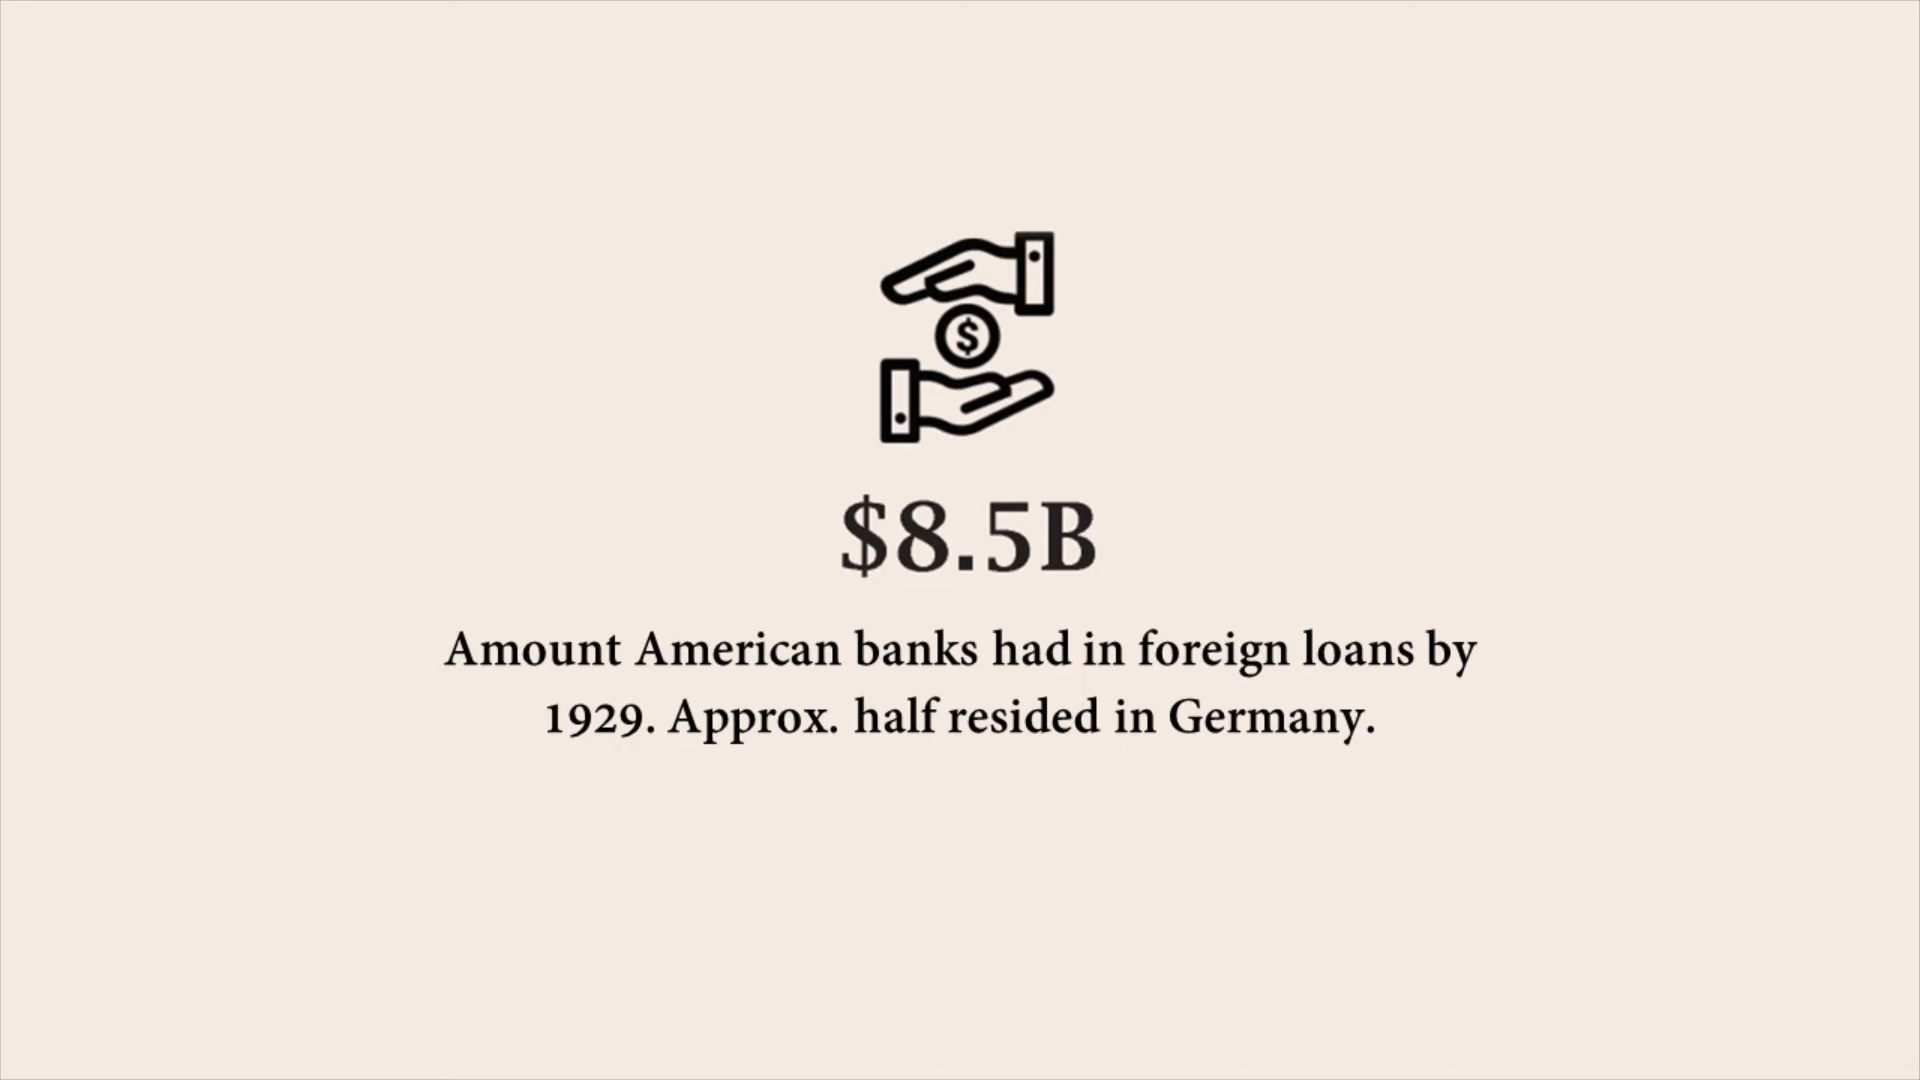 $
$8.5B
Amount American banks had in foreign loans by
1929. Approx. half resided in Germany.